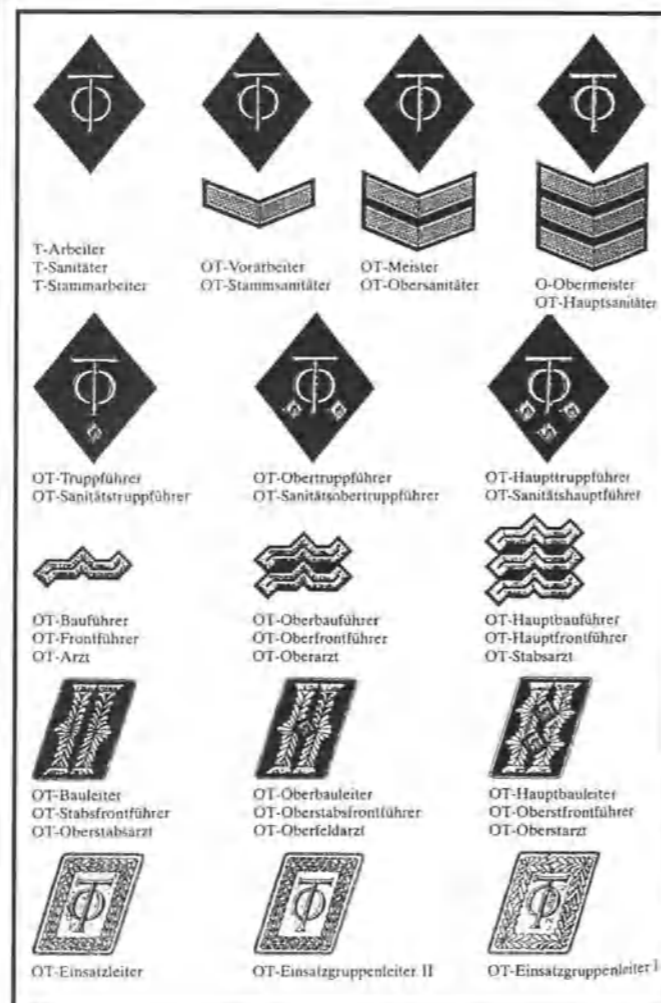 T-Arbeiter
T-Sanitäter
T-Stammarbeiter
OT-Vorarbeiter
OT-Stammsanitäter
OT-Meister
OT-Obersanitäter
O-Obermeister
OT-Hauptsanitäter
OT-Truppführer
OT-Sanitätstruppführer
OT-Obertruppführer
OT-Sanitätsobertruppführer
OT-Haupttruppführer
OT-Sanitätshauptführer
OT-Bauführer
OT-Frontführer
OT-Arzt
OT-Oberbauführer
OT-Oberfrontführer
OT-Oberarzt
OT-Hauptbauführer
OT-Hauptfrontführer
OT-Stabsarzt
OT-Bauleiter
OT-Stabsfrontführer
OT-Oberstabsarzt
OT-Oberbauleiter
OT-Oberstabsfrontführer
OT-Oberfeldarzt
OT-Hauptbauleiter
OT-Oberstfrontführer
OT-Oberstarzt
OT-Einsatzleiter
OT-Einsatzgruppenleiter II
OT-Einsatzgruppenleiter I